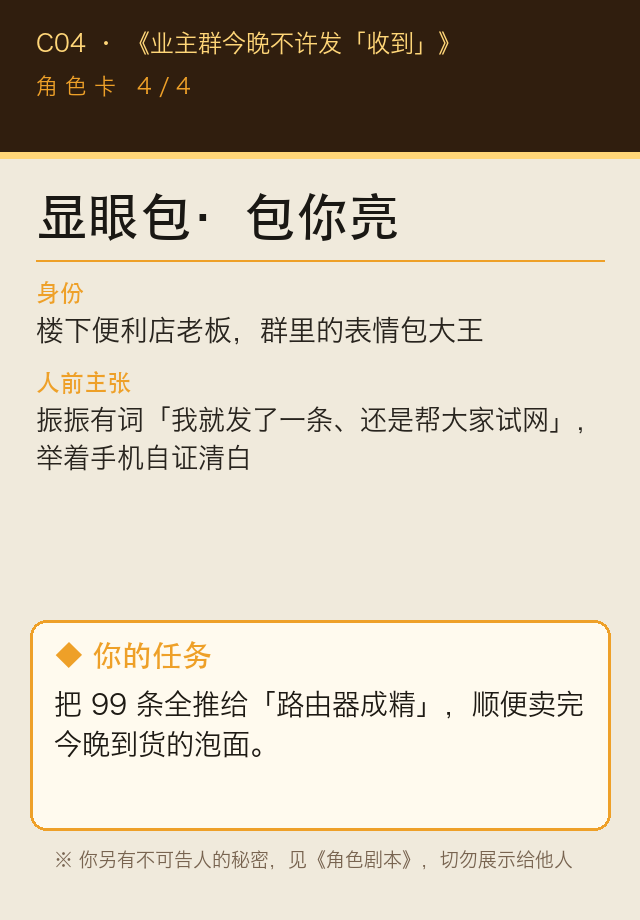 C04 · 《业主群今晚不许发「收到」》
角色卡 4/4
显眼包· 包你亮
身份
楼下便利店老板，群里的表情包大王
人前主张
振振有词「我就发了一条、还是帮大家试网」，
举着手机自证清白
◆ 你的任务
把 99 条全推给「路由器成精」，顺便卖完
今晚到货的泡面。
※ 你另有不可告人的秘密，见《角色剧本》，切勿展示给他人